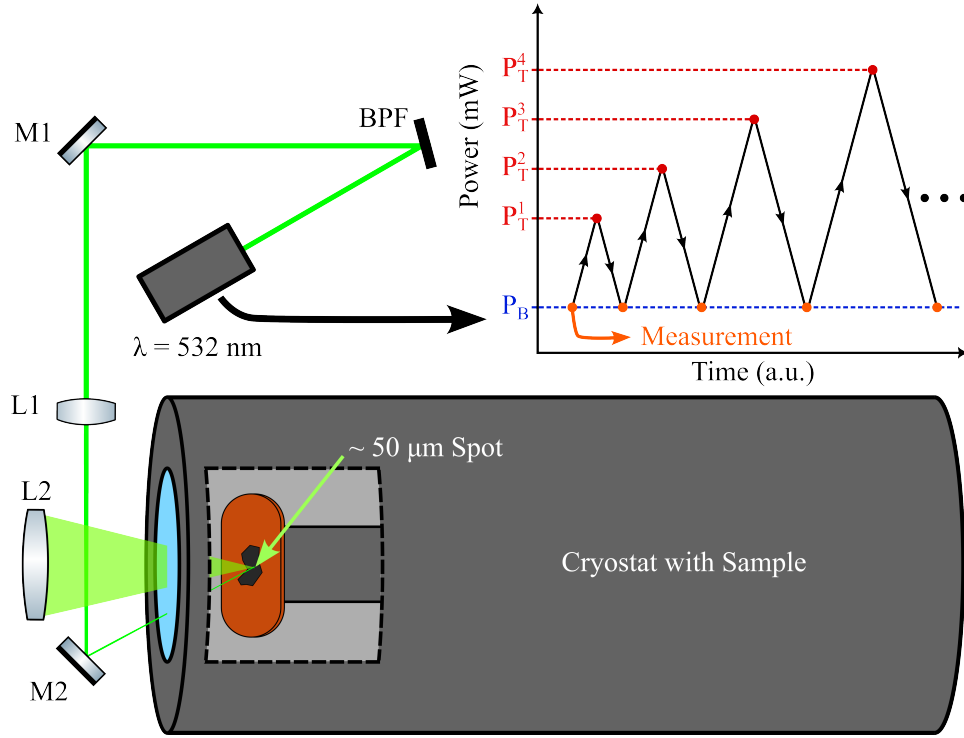 M1
BPF
λ = 532 nm
Power (mW)
P_T^4
P_T^3
P_T^2
P_T^1
P_B
Measurement
Time (a.u.)
L1
L2
M2
~ 50 μm Spot
Cryostat with Sample